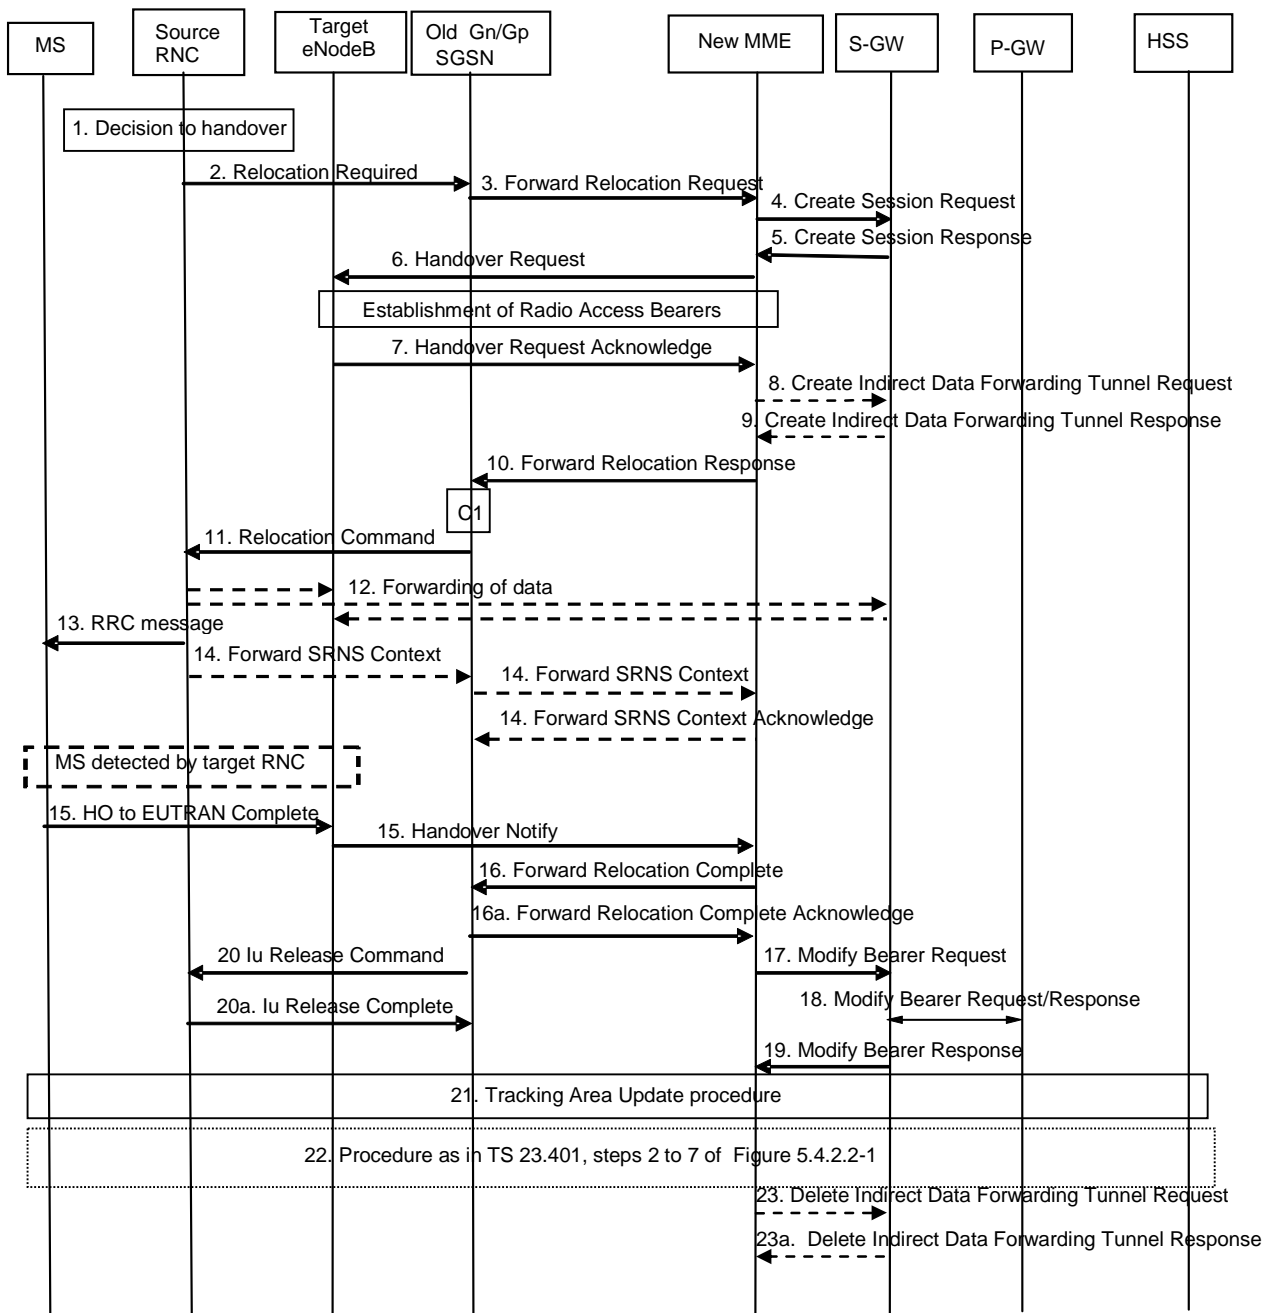 MS
Source
RNC
Target
eNodeB
Old Gn/Gp
SGSN
New MME
S-GW
P-GW
HSS
1. Decision to handover
2. Relocation Required
3. Forward Relocation Request
4. Create Session Request
5. Create Session Response
6. Handover Request
Establishment of Radio Access Bearers
7. Handover Request Acknowledge
8. Create Indirect Data Forwarding Tunnel Request
9. Create Indirect Data Forwarding Tunnel Response
10. Forward Relocation Response
C1
11. Relocation Command
12. Forwarding of data
13. RRC message
14. Forward SRNS Context
14. Forward SRNS Context
14. Forward SRNS Context Acknowledge
MS detected by target RNC
15. HO to EUTRAN Complete
15. Handover Notify
16. Forward Relocation Complete
16a. Forward Relocation Complete Acknowledge
20 Iu Release Command
17. Modify Bearer Request
20a. Iu Release Complete
18. Modify Bearer Request/Response
19. Modify Bearer Response
21. Tracking Area Update procedure
22. Procedure as in TS 23.401, steps 2 to 7 of Figure 5.4.2.2-1
23. Delete Indirect Data Forwarding Tunnel Request
23a. Delete Indirect Data Forwarding Tunnel Response